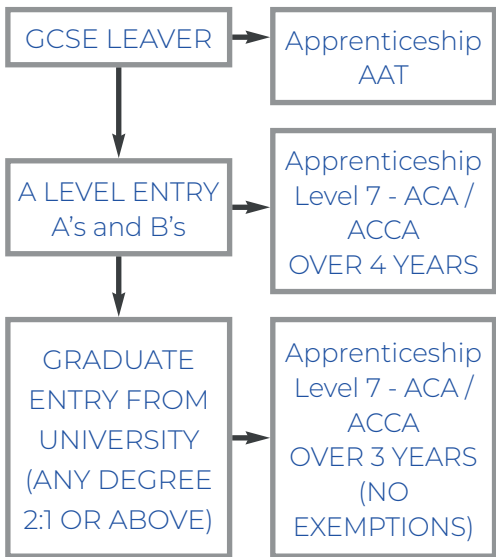 GCSE LEAVER
Apprenticeship
AAT
A LEVEL ENTRY
A's and B's
Apprenticeship
Level 7 - ACA /
ACCA
OVER 4 YEARS
GRADUATE
ENTRY FROM
UNIVERSITY
(ANY DEGREE
2:1 OR ABOVE)
Apprenticeship
Level 7 - ACA /
ACCA
OVER 3 YEARS
(NO
EXEMPTIONS)